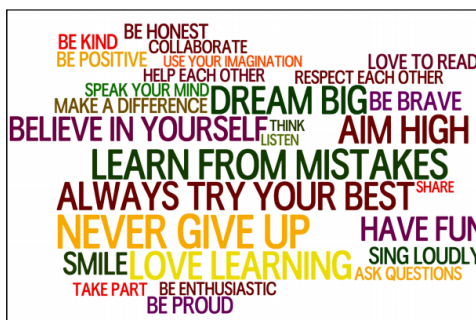 BE HONEST
BE KIND
COLLABORATE
BE POSITIVE
USE YOUR IMAGINATION
LOVE TO READ
HELP EACH OTHER
RESPECT EACH OTHER
SPEAK YOUR MIND
DREAM BIG
BE BRAVE
MAKE A DIFFERENCE
BELIEVE IN YOURSELF
THINK
AIM HIGH
LISTEN
LEARN FROM MISTAKES
ALWAYS TRY YOUR BEST
SHARE
NEVER GIVE UP
HAVE FUN
SMILE
LOVE LEARNING
SING LOUDLY
ASK QUESTIONS
TAKE PART
BE ENTHUSIASTIC
BE PROUD